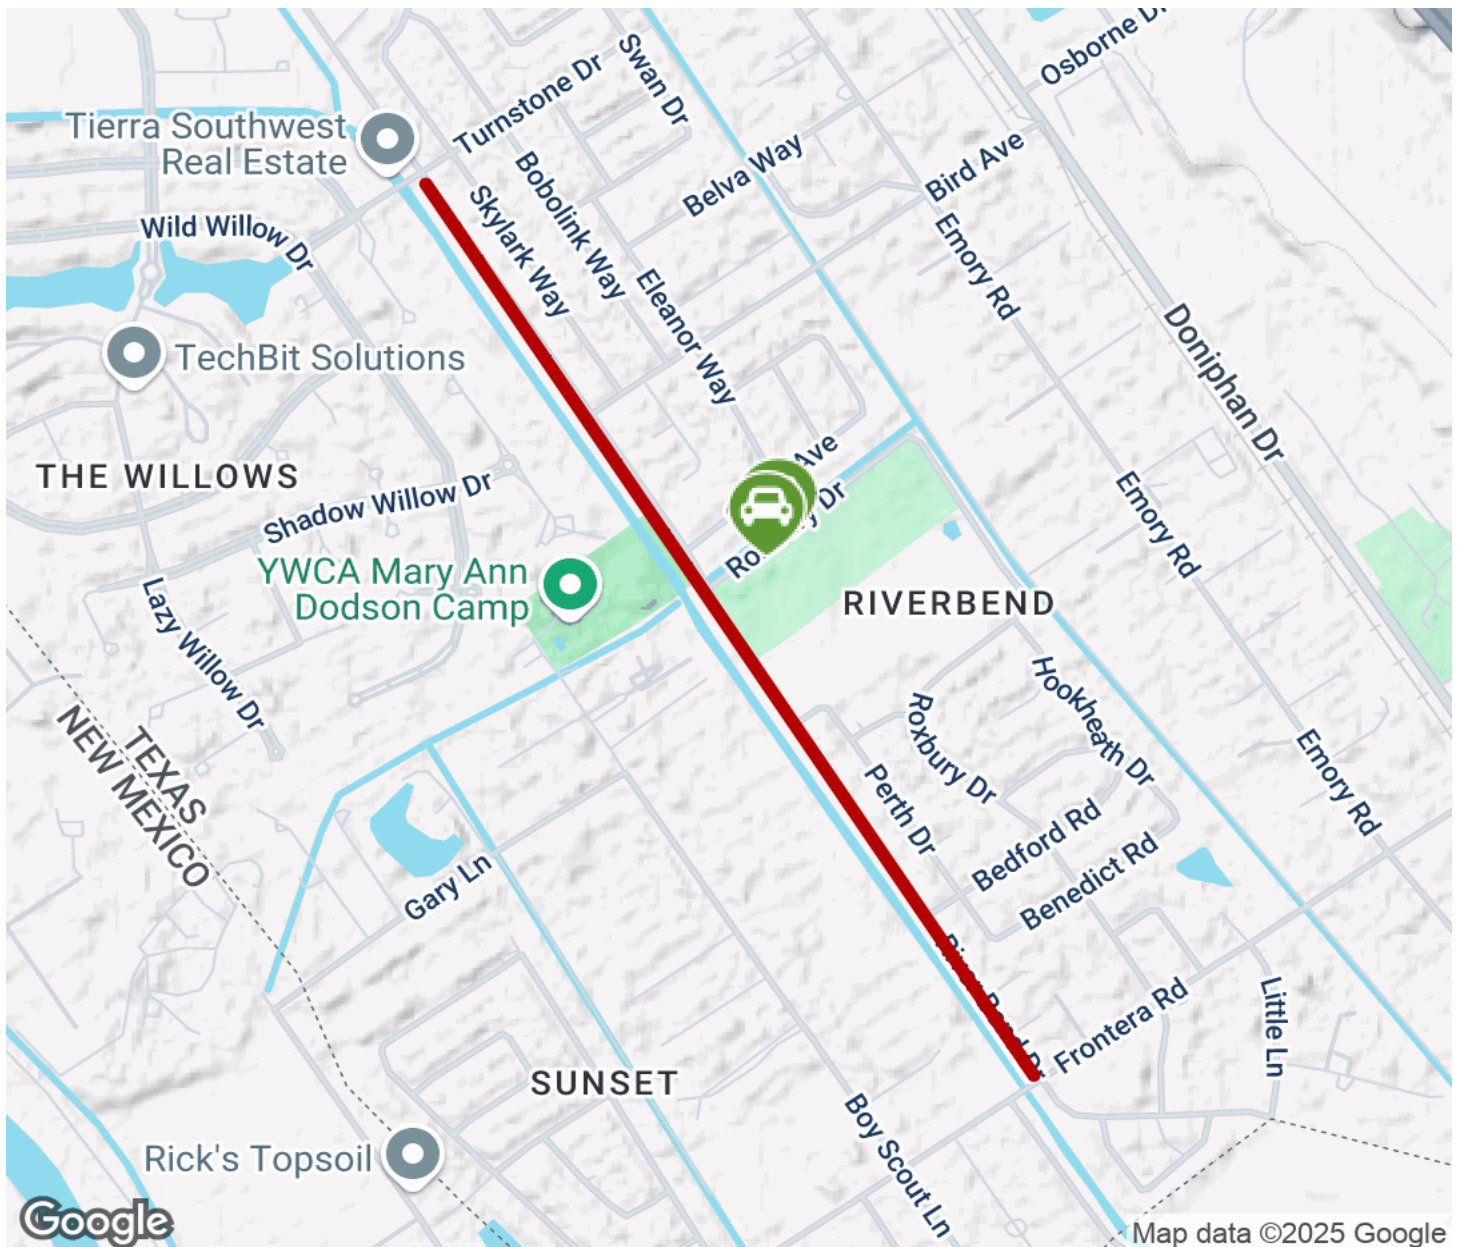 Osborne Dr
Swan Dr
Turnstone Dr
Tierra Southwest
Real Estate
Belva Way
Bird Ave
Bobolink Way
Skylark Way
Wild Willow Dr
Emory Rd
Eleanor Way
Doniphan Dr
TechBit Solutions
Ave
THE WILLOWS
Shadow Willow Dr
Dr
Emory Rd
YWCA Mary Ann
Dodson Camp
RIVERBEND
Lazy Willow Dr
Hookheath Dr
Roxbury Dr
TEXAS
NEW MEXICO
Perth Dr
Emory Rd
Bedford Rd
Benedict Rd
Gary Ln
River Bend Dr
Frontera Rd
Little Ln
SUNSET
Boy Scout Ln
Rick's Topsoil
Google
Map data ©2025 Google